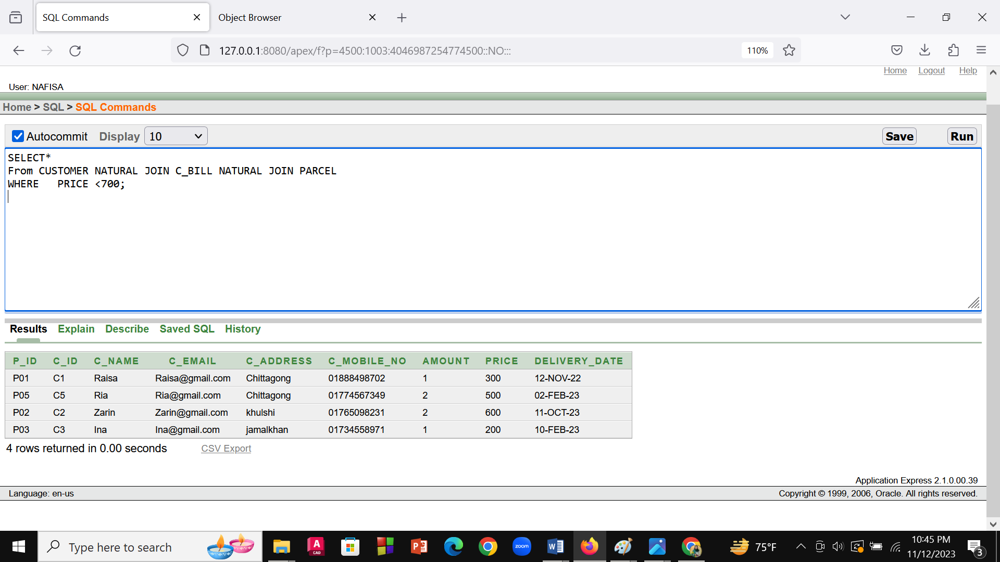 SQL Commands
Object Browser
127.0.0.1:8080/apex/f?p=4500:1003:4046987254774500::NO:::
110%
Home Logout Help
User: NAFISA
Home > SQL > SQL Commands
Autocommit Display 10 Save Run
SELECT*
From CUSTOMER NATURAL JOIN C_BILL NATURAL JOIN PARCEL
WHERE   PRICE <700;
Results Explain Describe Saved SQL History
P_ID C_ID C_NAME C_EMAIL C_ADDRESS C_MOBILE_NO AMOUNT PRICE DELIVERY_DATE
P01 C1 Raisa Raisa@gmail.com Chittagong 01888498702 1 300 12-NOV-22
P05 C5 Ria Ria@gmail.com Chittagong 01774567349 2 500 02-FEB-23
P02 C2 Zarin Zarin@gmail.com khulshi 01765098231 2 600 11-OCT-23
P03 C3 Ina Ina@gmail.com jamalkhan 01734558971 1 200 10-FEB-23
4 rows returned in 0.00 seconds CSV Export
Application Express 2.1.0.00.39
Language: en-us Copyright © 1999, 2006, Oracle. All rights reserved.
Type here to search
A CAD
P
zoom
W
75°F
10:45 PM
11/12/2023
3